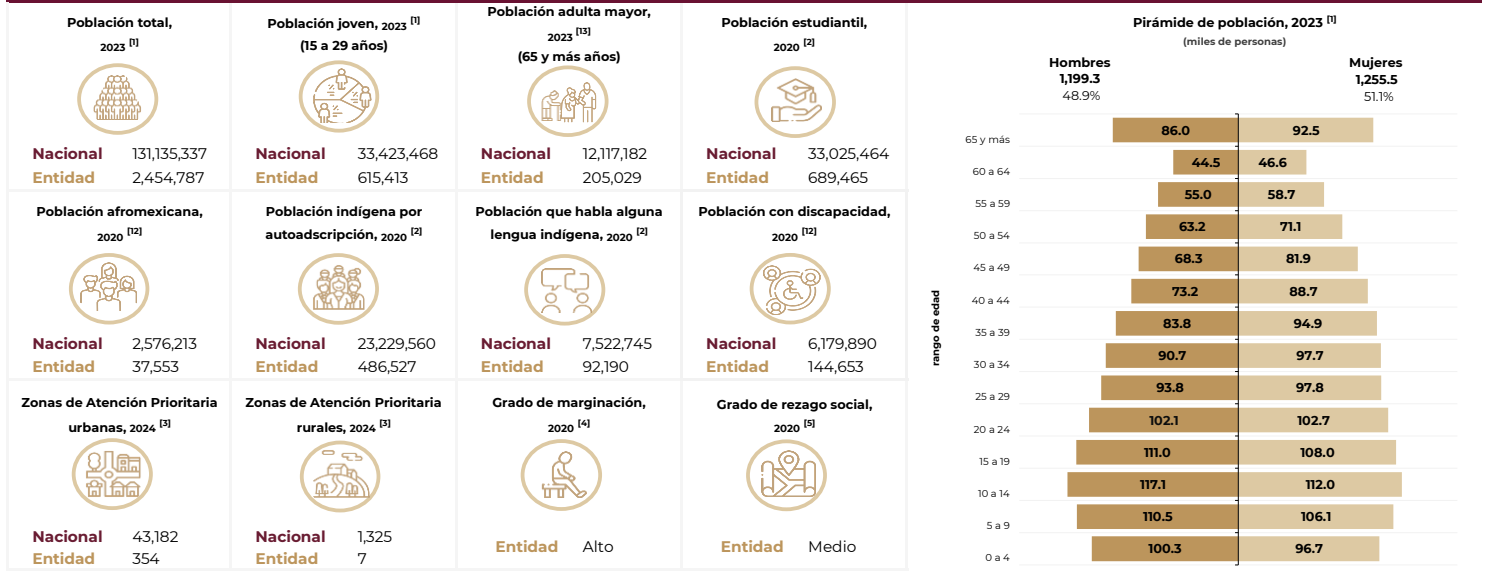 Población total,
2023 [1]
Nacional 131,135,337
Entidad 2,454,787
Población joven, 2023 [1]
(15 a 29 años)
Nacional 33,423,468
Entidad 615,413
Población adulta mayor,
2023 [13]
(65 y más años)
Nacional 12,117,182
Entidad 205,029
Población estudiantil,
2020 [2]
Nacional 33,025,464
Entidad 689,465
Población afromexicana,
2020 [12]
Nacional 2,576,213
Entidad 37,553
Población indígena por
autoadscripción, 2020 [2]
Nacional 23,229,560
Entidad 486,527
Población que habla alguna
lengua indígena, 2020 [2]
Nacional 7,522,745
Entidad 92,190
Población con discapacidad,
2020 [12]
Nacional 6,179,890
Entidad 144,653
Zonas de Atención Prioritaria
urbanas, 2024 [3]
Nacional 43,182
Entidad 354
Zonas de Atención Prioritaria
rurales, 2024 [3]
Nacional 1,325
Entidad 7
Grado de marginación,
2020 [4]
Entidad Alto
Grado de rezago social,
2020 [5]
Entidad Medio
Pirámide de población, 2023 [1]
(miles de personas)
Hombres
1,199.3
48.9%
Mujeres
1,255.5
51.1%
rango de edad
65 y más 86.0 92.5
60 a 64 44.5 46.6
55 a 59 55.0 58.7
50 a 54 63.2 71.1
45 a 49 68.3 81.9
40 a 44 73.2 88.7
35 a 39 83.8 94.9
30 a 34 90.7 97.7
25 a 29 93.8 97.8
20 a 24 102.1 102.7
15 a 19 111.0 108.0
10 a 14 117.1 112.0
5 a 9 110.5 106.1
0 a 4 100.3 96.7